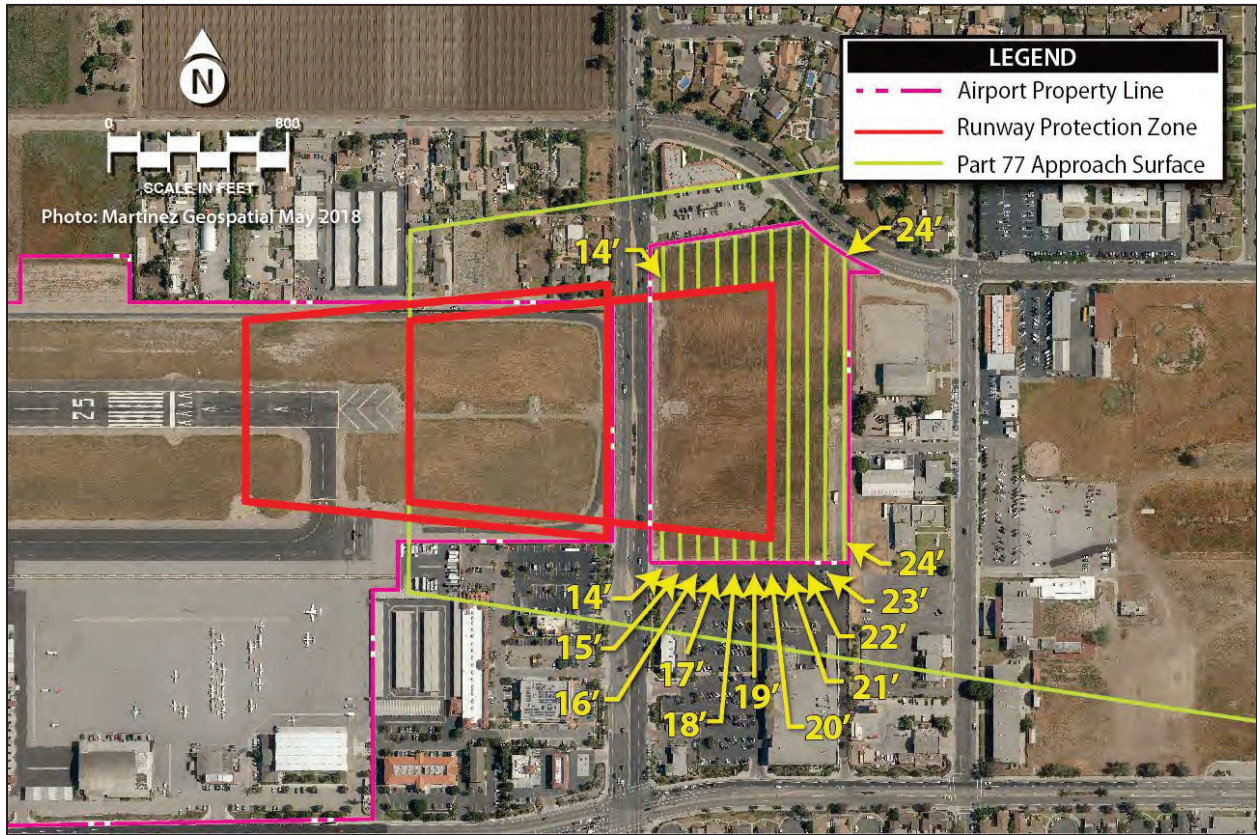 LEGEND
Airport Property Line
Runway Protection Zone
Part 77 Approach Surface
N
0 800
SCALE IN FEET
Photo: Martinez Geospatial May 2018
14'
24'
25
24'
14'
23'
15'
22'
16'
17'
21'
18'
19'
20'